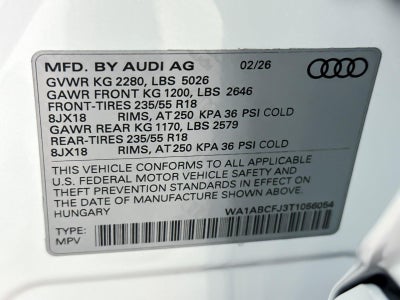 MFD. BY AUDI AG 02/26
GVWR KG 2280, LBS 5026
GAWR FRONT KG 1200, LBS 2646
FRONT-TIRES 235/55 R18
8JX18 RIMS, AT 250 KPA 36 PSI COLD
GAWR REAR KG 1170, LBS 2579
REAR-TIRES 235/55 R18
8JX18 RIMS, AT 250 KPA 36 PSI COLD
THIS VEHICLE CONFORMS TO ALL APPLICABLE
U.S. FEDERAL MOTOR VEHICLE SAFETY AND
THEFT PREVENTION STANDARDS IN EFFECT ON
THE DATE OF MANUFACTURE SHOWN ABOVE.
HUNGARY WA1ABCFJ3T1056054
TYPE:
MPV